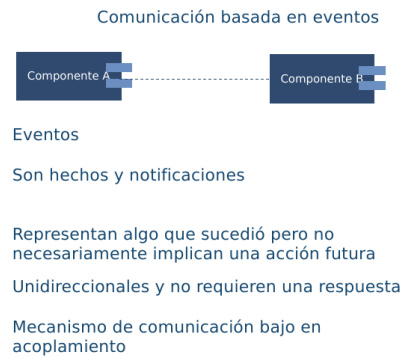 Comunicación basada en eventos
Componente A
Componente B
Eventos
Son hechos y notificaciones
Representan algo que sucedió pero no
necesariamente implican una acción futura
Unidireccionales y no requieren una respuesta
Mecanismo de comunicación bajo en
acoplamiento